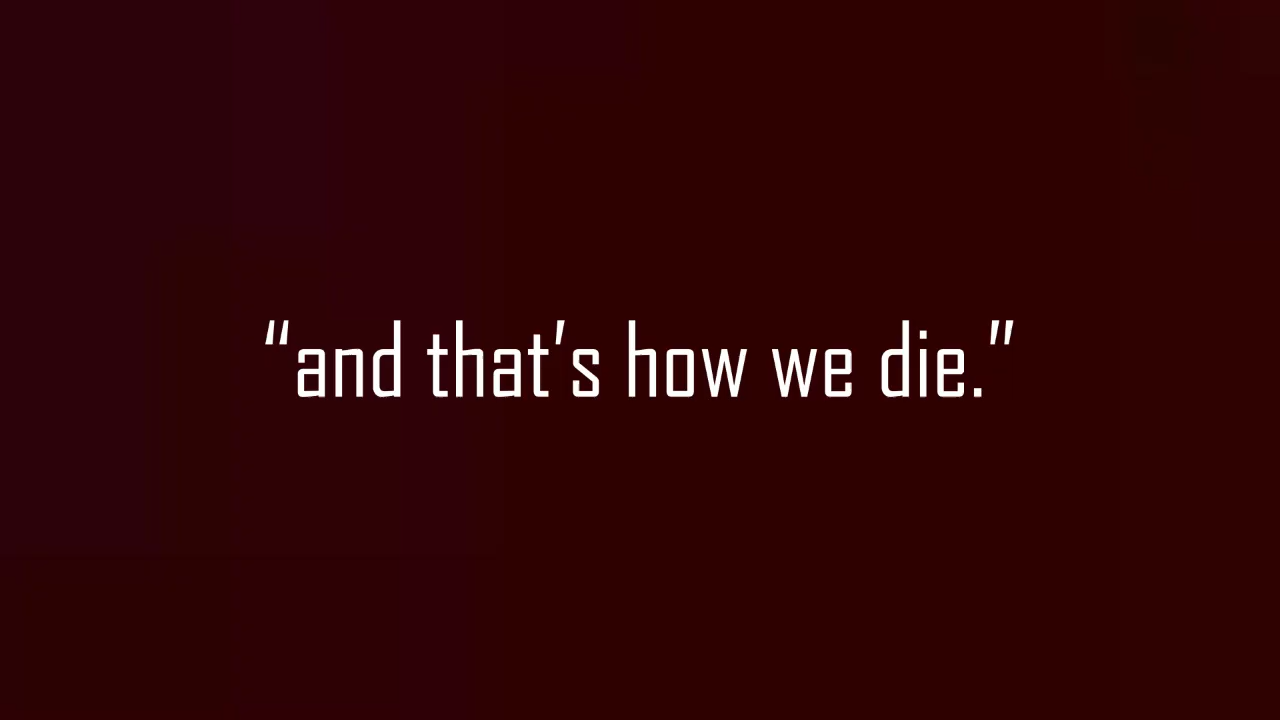 “and that’s how we die.”